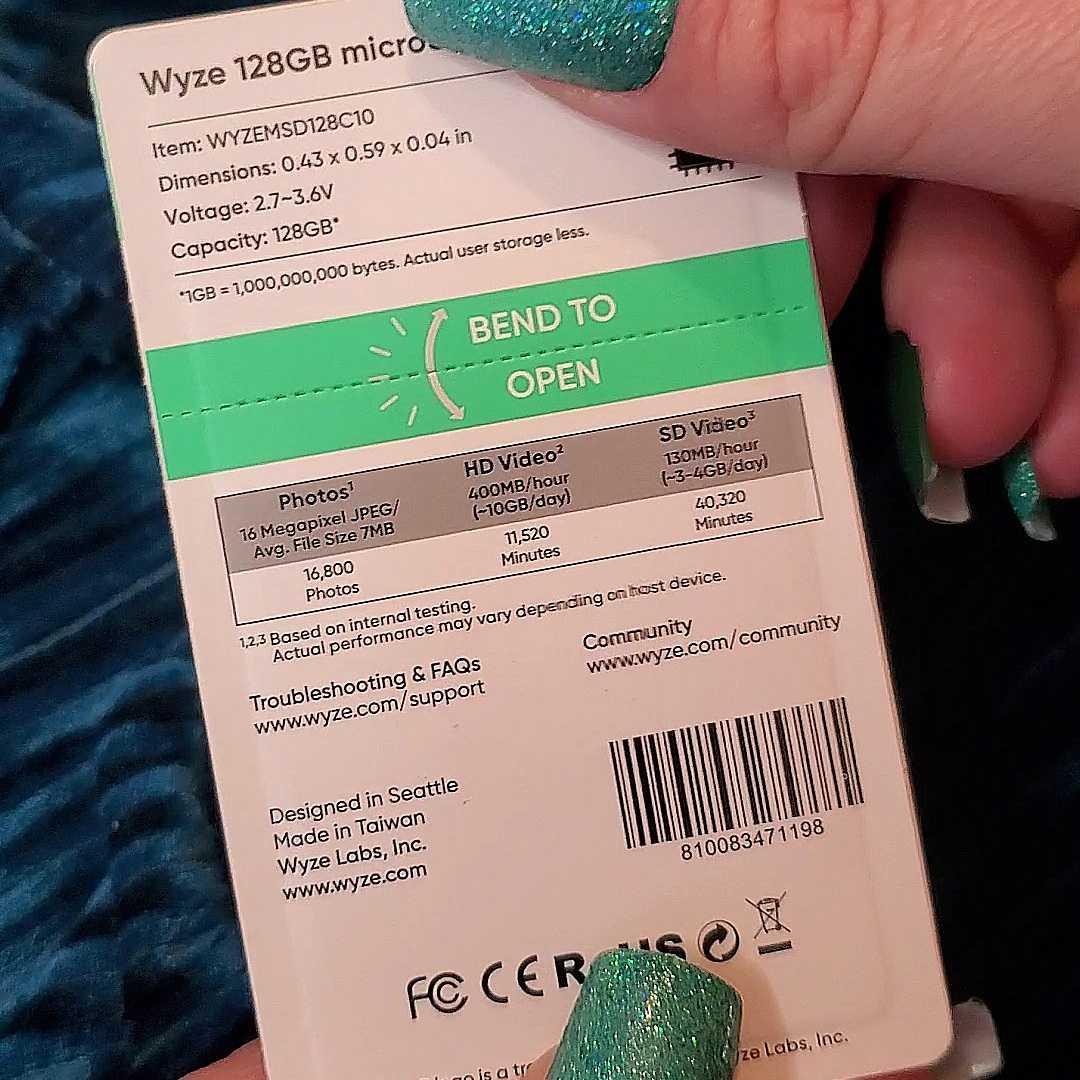 Wyze 128GB micro
Item: WYZEMSD128C10
Dimensions: 0.43 x 0.59 x 0.04 in
Voltage: 2.7~3.6V
Capacity: 128GB*
*1GB = 1,000,000,000 bytes. Actual user storage less.
BEND TO
OPEN
Photos¹
16 Megapixel JPEG/
Avg. File Size 7MB
HD Video²
400MB/hour
(~10GB/day)
SD Video³
130MB/hour
(~3-4GB/day)
16,800
Photos
11,520
Minutes
40,320
Minutes
1,2,3 Based on internal testing.
Actual performance may vary depending on host device.
Troubleshooting & FAQs
www.wyze.com/support
Community
www.wyze.com/community
Designed in Seattle
Made in Taiwan
Wyze Labs, Inc.
www.wyze.com
810083471198
FC CE
is a Labs, Inc.